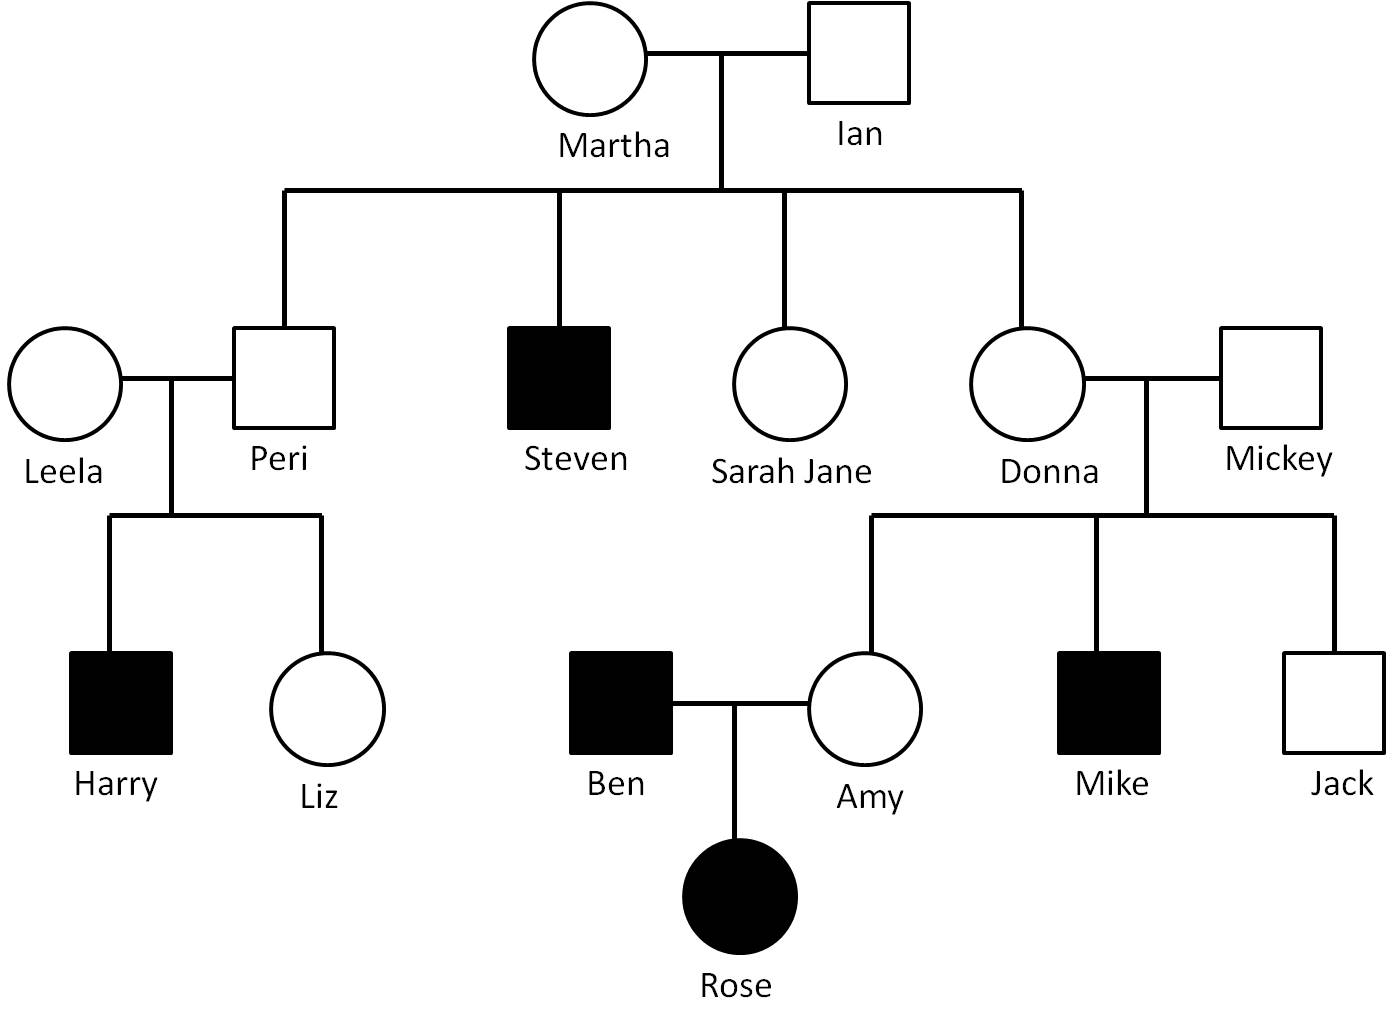 Martha
Ian
Leela
Peri
Steven
Sarah Jane
Donna
Mickey
Harry
Liz
Ben
Amy
Mike
Jack
Rose